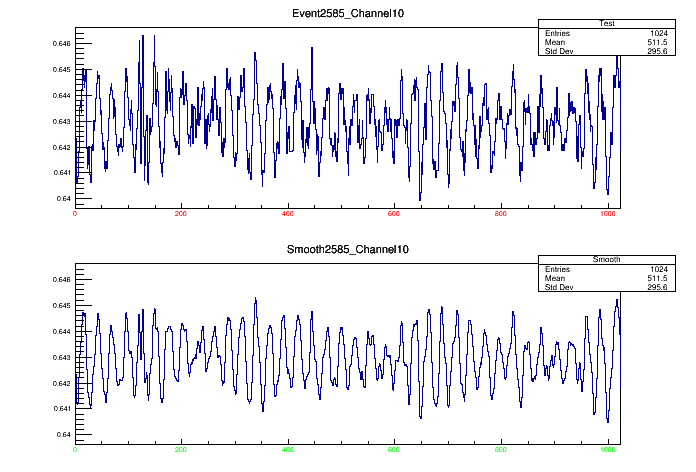 Event2585_Channel10
Test
Entries 1024
Mean 511.5
Std Dev 295.6
0.646
0.645
0.644
0.643
0.642
0.641
0.64
0 200 400 600 800 1000
Smooth2585_Channel10
Smooth
Entries 1024
Mean 511.5
Std Dev 295.6
0.646
0.645
0.644
0.643
0.642
0.641
0.64
0 200 400 600 800 1000